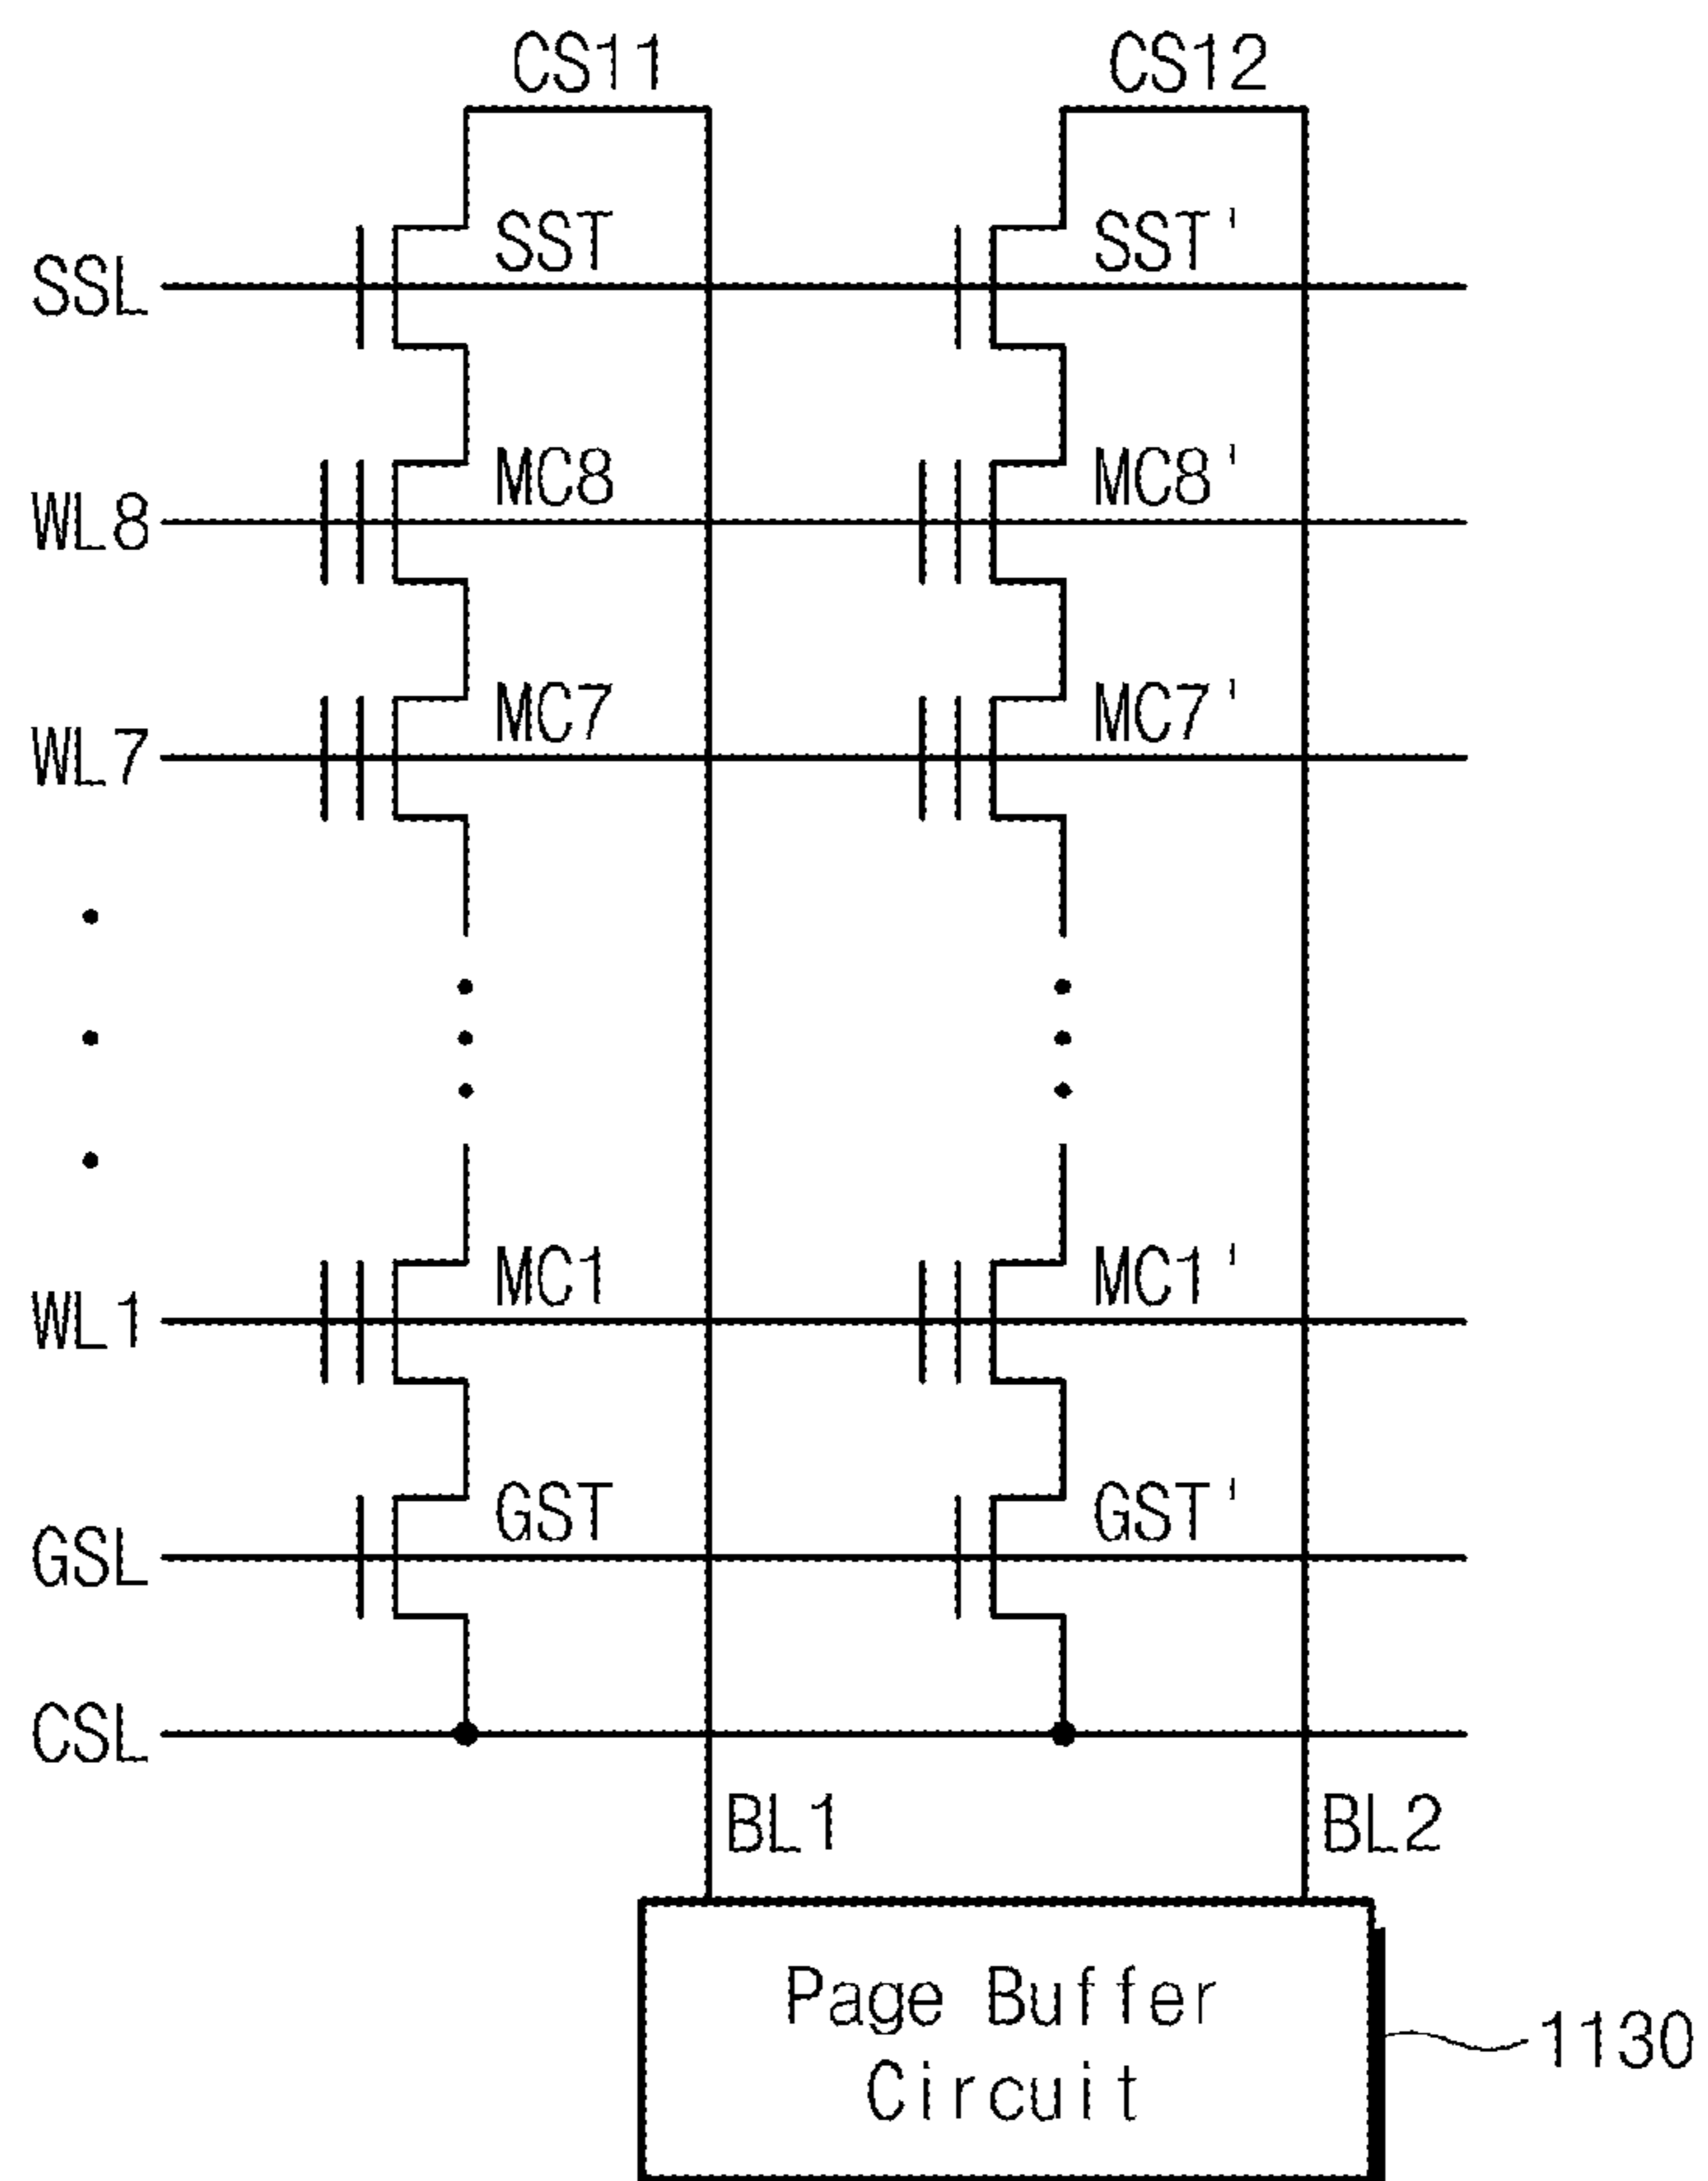 CS11 CS12
SSL SST SST'
WL8 MC8 MC8'
WL7 MC7 MC7'
WL1 MC1 MC1'
GSL GST GST'
CSL
BL1 BL2
Page Buffer
Circuit
1130